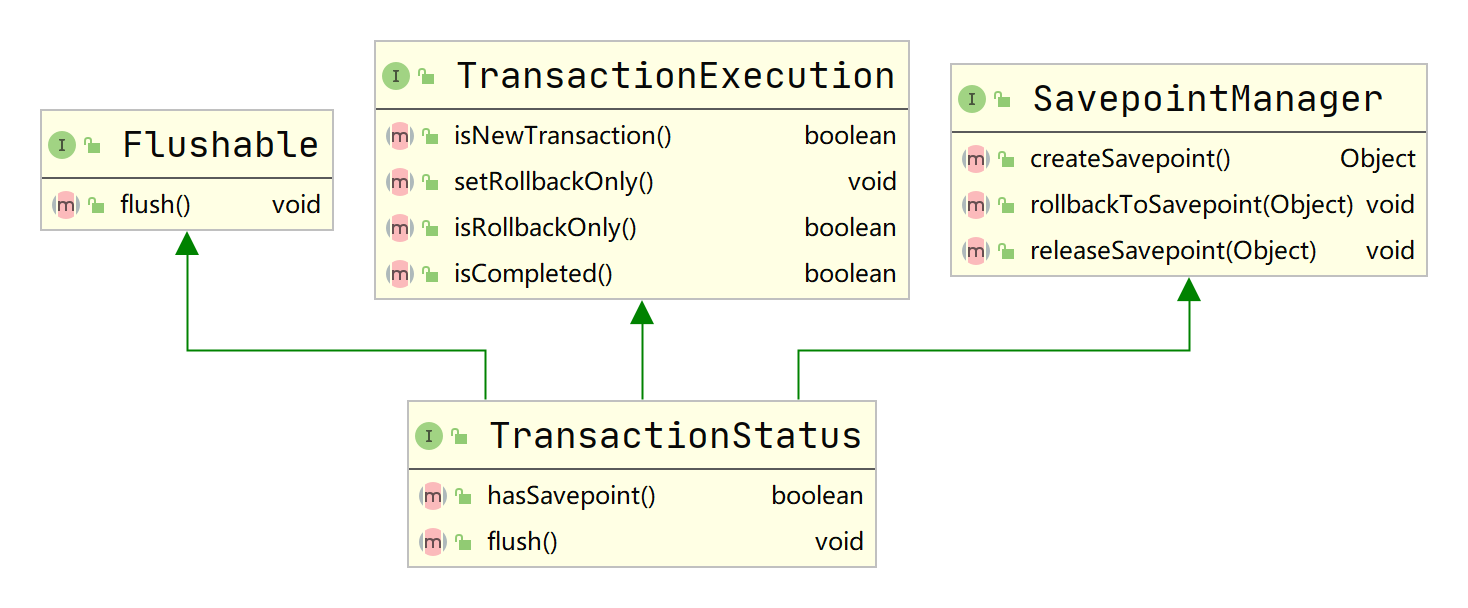 Flushable
flush() void
TransactionExecution
isNewTransaction() boolean
setRollbackOnly() void
isRollbackOnly() boolean
isCompleted() boolean
SavepointManager
createSavepoint() Object
rollbackToSavepoint(Object) void
releaseSavepoint(Object) void
TransactionStatus
hasSavepoint() boolean
flush() void